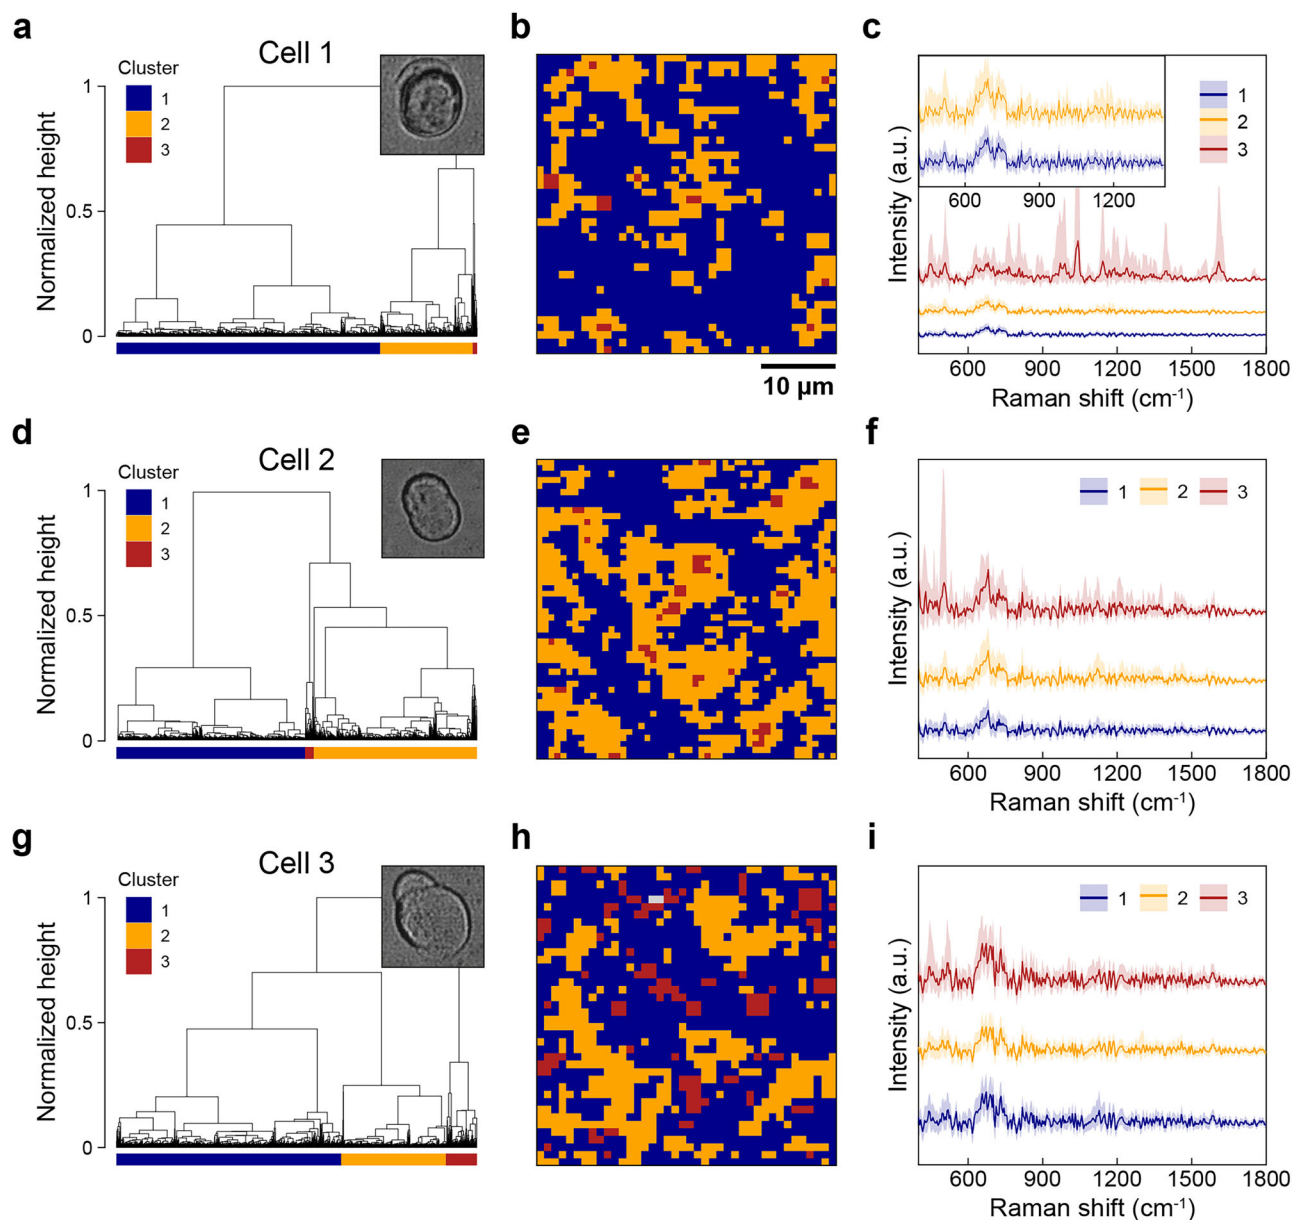 a
Cell 1
Cluster
1
2
3
Normalized height
1
0.5
0
b
10 µm
c
1
2
3
Intensity (a.u.)
600 900 1200
600 900 1200 1500 1800
Raman shift (cm-1)
d
Cell 2
Cluster
1
2
3
Normalized height
1
0.5
0
e
f
1 2 3
Intensity (a.u.)
600 900 1200 1500 1800
Raman shift (cm-1)
g
Cell 3
Cluster
1
2
3
Normalized height
1
0.5
0
h
i
1 2 3
Intensity (a.u.)
600 900 1200 1500 1800
Raman shift (cm-1)